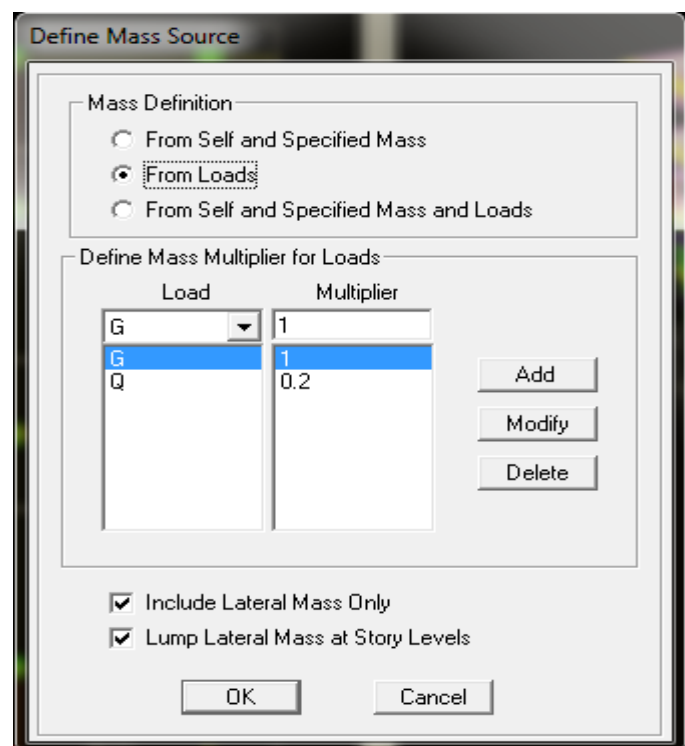 Define Mass Source
Mass Definition
From Self and Specified Mass
From Loads
From Self and Specified Mass and Loads
Define Mass Multiplier for Loads
Load Multiplier
G 1
G 1
Q 0.2
Add
Modify
Delete
Include Lateral Mass Only
Lump Lateral Mass at Story Levels
OK Cancel